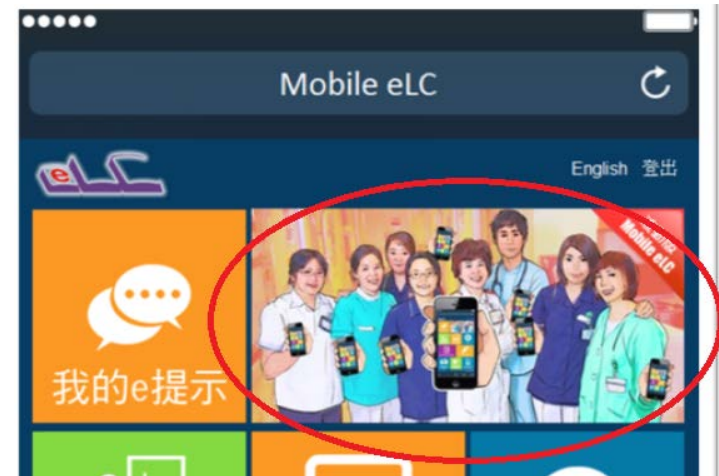 Mobile eLC
eLC
English 登出
Mobile eLC
我的e提示